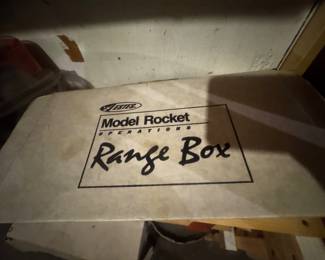 ESTES
Model Rocket
OPERATIONS
Range Box